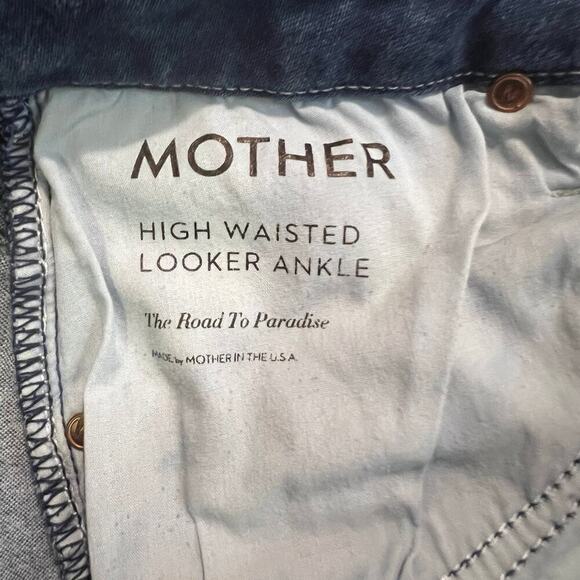 MOTHER
HIGH WAISTED
LOOKER ANKLE
The Road To Paradise
MADE by MOTHER IN THE U.S.A.